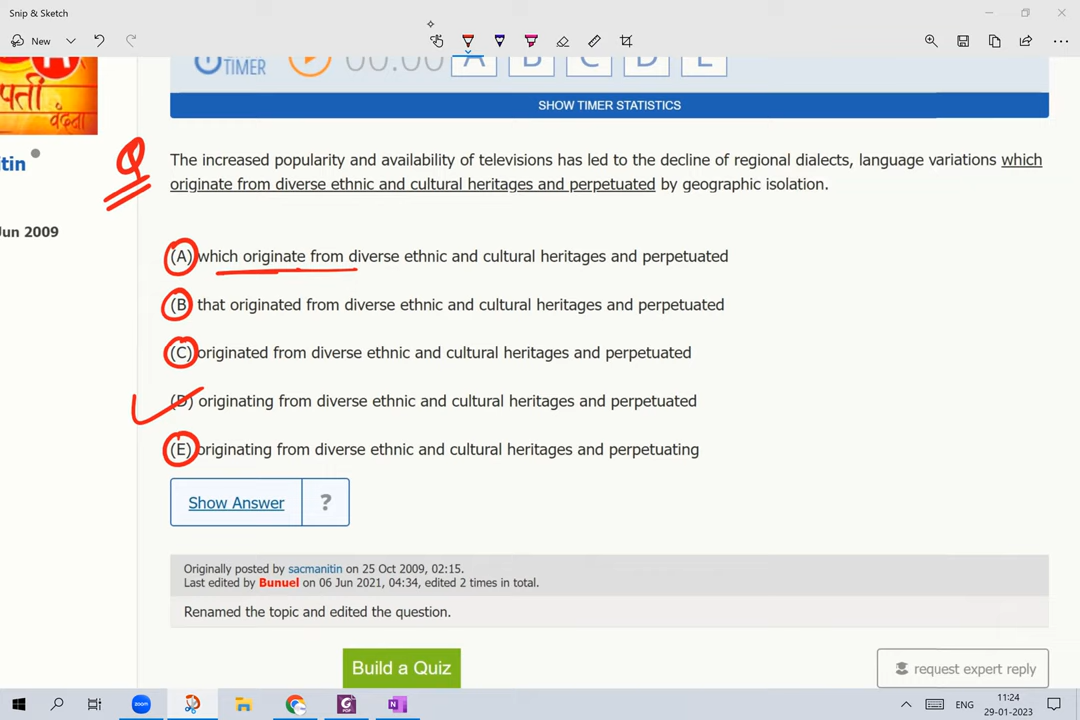 Snip & Sketch
New
TIMER
00:00
A B C D E
SHOW TIMER STATISTICS
पती
वंदना
itin
Jun 2009
Q
The increased popularity and availability of televisions has led to the decline of regional dialects, language variations which
originate from diverse ethnic and cultural heritages and perpetuated by geographic isolation.
(A) which originate from diverse ethnic and cultural heritages and perpetuated
(B) that originated from diverse ethnic and cultural heritages and perpetuated
(C) originated from diverse ethnic and cultural heritages and perpetuated
(D) originating from diverse ethnic and cultural heritages and perpetuated
(E) originating from diverse ethnic and cultural heritages and perpetuating
Show Answer ?
Originally posted by sacmanitin on 25 Oct 2009, 02:15.
Last edited by Bunuel on 06 Jun 2021, 04:34, edited 2 times in total.
Renamed the topic and edited the question.
Build a Quiz
request expert reply
zoom
ENG
11:24
29-01-2023